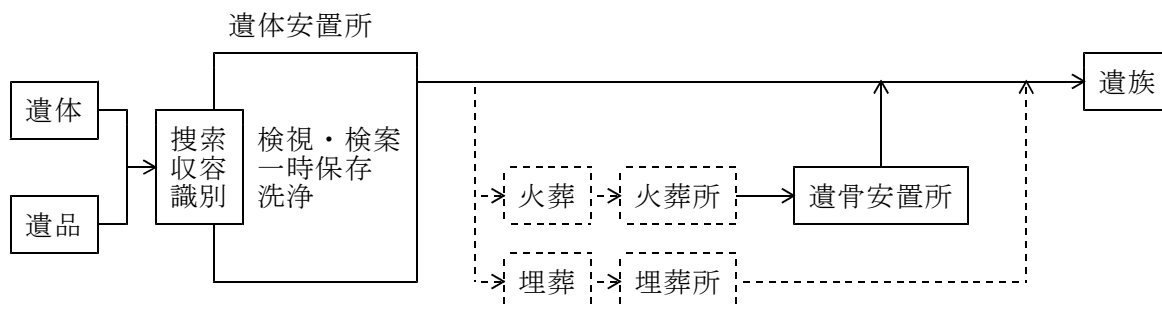 遺体安置所
遺体
遺品
捜索
収容
識別
検視・検案
一時保存
洗浄
遺族
火葬
火葬所
遺骨安置所
埋葬
埋葬所